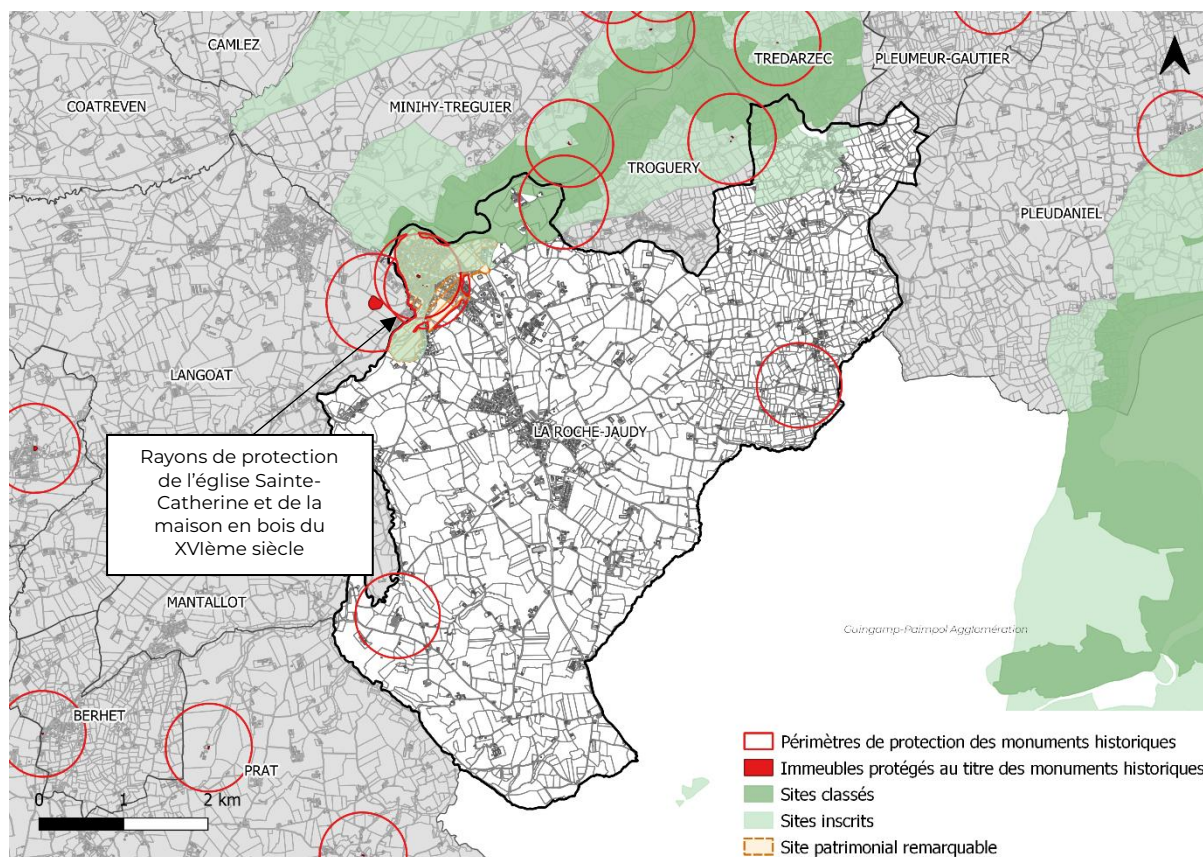 CAMLEZ
TREDARZEC
PLEUMEUR-GAUTIER
COATREVEN
MINIHY-TREGUIER
TROGUERY
PLEUDANIEL
LANGOAT
LA ROCHE-JAUDY
Rayons de protection
de l'église Sainte-
Catherine et de la
maison en bois du
XVIème siècle
MANTALLOT
Guingamp-Paimpol Agglomération
BERHET
PRAT
0 1 2 km
Périmètres de protection des monuments historiques
Immeubles protégés au titre des monuments historiques
Sites classés
Sites inscrits
Site patrimonial remarquable